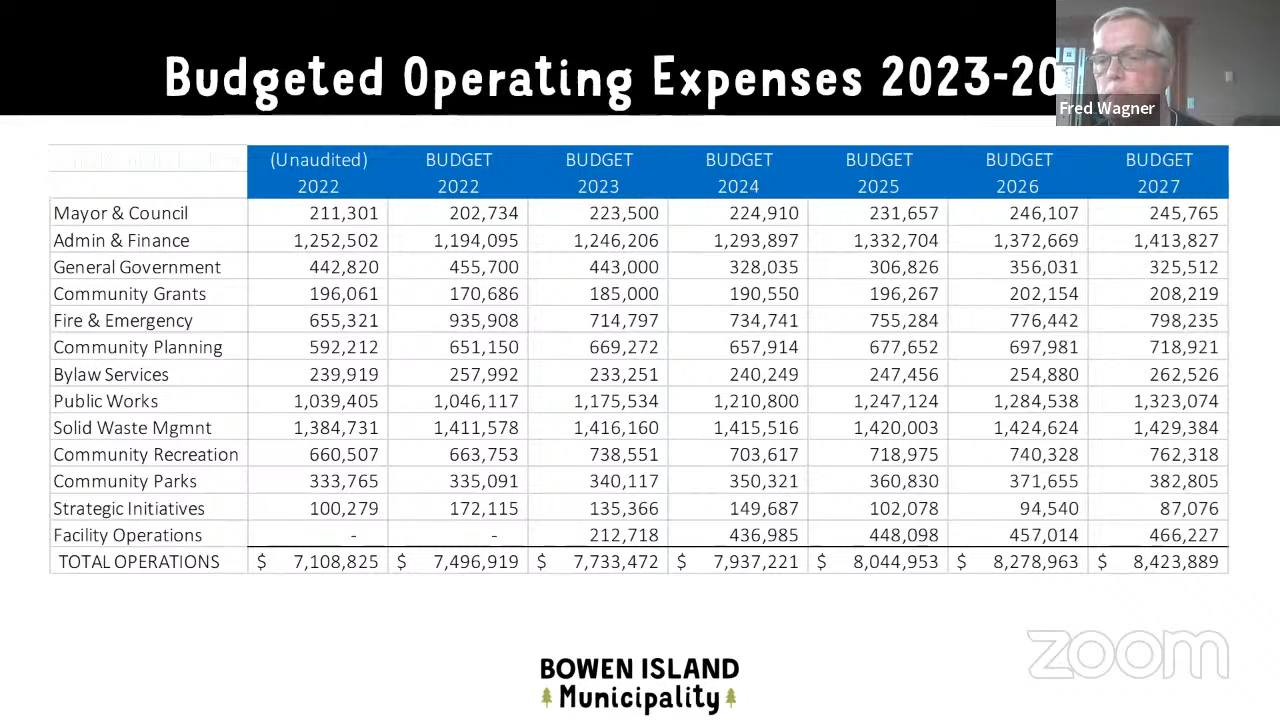 Budgeted Operating Expenses 2023-20
Fred Wagner
(Unaudited) BUDGET BUDGET BUDGET BUDGET BUDGET BUDGET
2022 2022 2023 2024 2025 2026 2027
Mayor & Council 211,301 202,734 223,500 224,910 231,657 246,107 245,765
Admin & Finance 1,252,502 1,194,095 1,246,206 1,293,897 1,332,704 1,372,669 1,413,827
General Government 442,820 455,700 443,000 328,035 306,826 356,031 325,512
Community Grants 196,061 170,686 185,000 190,550 196,267 202,154 208,219
Fire & Emergency 655,321 935,908 714,797 734,741 755,284 776,442 798,235
Community Planning 592,212 651,150 669,272 657,914 677,652 697,981 718,921
Bylaw Services 239,919 257,992 233,251 240,249 247,456 254,880 262,526
Public Works 1,039,405 1,046,117 1,175,534 1,210,800 1,247,124 1,284,538 1,323,074
Solid Waste Mgmnt 1,384,731 1,411,578 1,416,160 1,415,516 1,420,003 1,424,624 1,429,384
Community Recreation 660,507 663,753 738,551 703,617 718,975 740,328 762,318
Community Parks 333,765 335,091 340,117 350,321 360,830 371,655 382,805
Strategic Initiatives 100,279 172,115 135,366 149,687 102,078 94,540 87,076
Facility Operations - - 212,718 436,985 448,098 457,014 466,227
TOTAL OPERATIONS $ 7,108,825 $ 7,496,919 $ 7,733,472 $ 7,937,221 $ 8,044,953 $ 8,278,963 $ 8,423,889
zoom
BOWEN ISLAND
Municipality